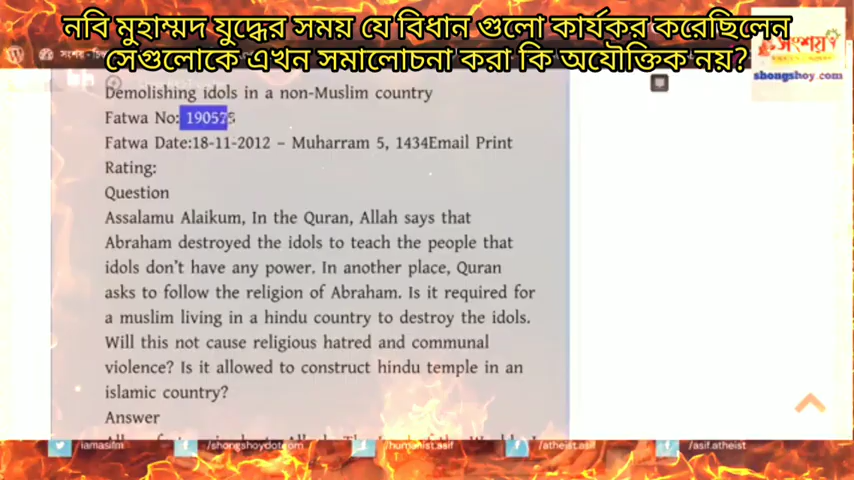 নবি মুহাম্মদ যুদ্ধের সময় যে বিধান গুলো কার্যকর করেছিলেন
সেগুলোকে এখন সমালোচনা করা কি অযৌক্তিক নয়?
সংশয়
shongshoy.com
Demolishing idols in a non-Muslim country
Fatwa No: 190575
Fatwa Date:18-11-2012 – Muharram 5, 1434Email Print
Rating:
Question
Assalamu Alaikum, In the Quran, Allah says that
Abraham destroyed the idols to teach the people that
idols don't have any power. In another place, Quran
asks to follow the religion of Abraham. Is it required for
a muslim living in a hindu country to destroy the idols.
Will this not cause religious hatred and communal
violence? Is it allowed to construct hindu temple in an
islamic country?
Answer
/shongshoydotcom /humanist.asif /atheist.asif /asif.atheist